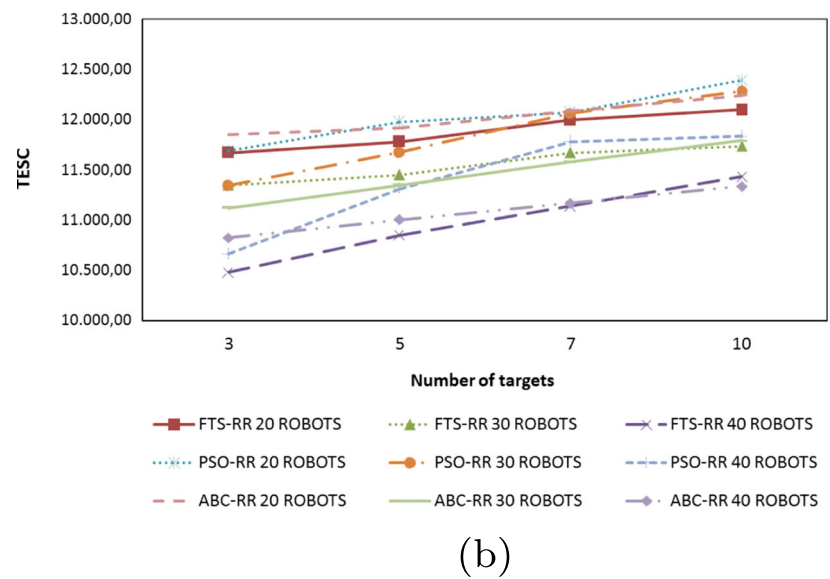 13.000,00
12.500,00
12.000,00
11.500,00
11.000,00
10.500,00
10.000,00
TESC
3 5 7 10
Number of targets
FTS-RR 20 ROBOTS FTS-RR 30 ROBOTS FTS-RR 40 ROBOTS
PSO-RR 20 ROBOTS PSO-RR 30 ROBOTS PSO-RR 40 ROBOTS
ABC-RR 20 ROBOTS ABC-RR 30 ROBOTS ABC-RR 40 ROBOTS
(b)